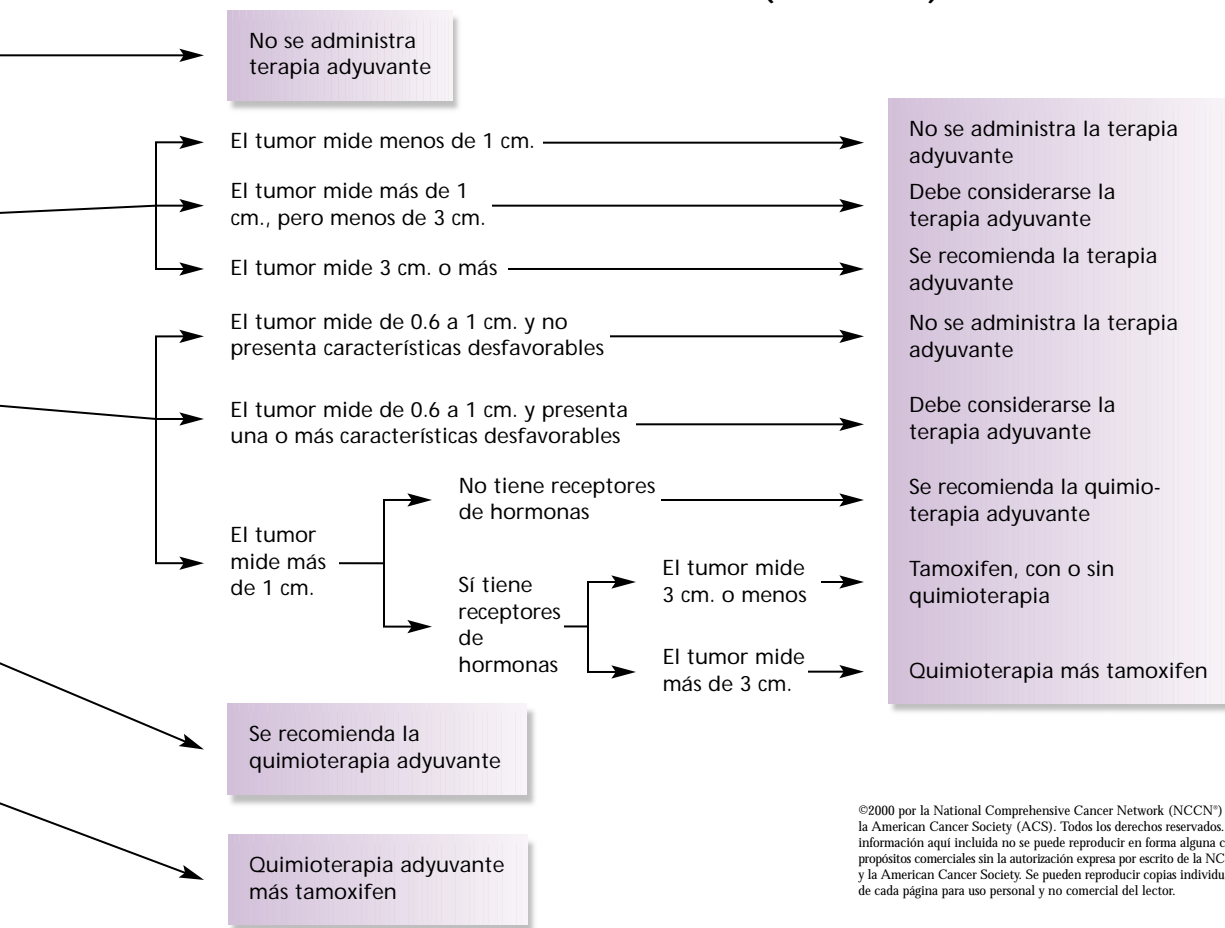 No se administra
terapia adyuvante
El tumor mide menos de 1 cm.
No se administra la terapia
adyuvante
El tumor mide más de 1
cm., pero menos de 3 cm.
Debe considerarse la
terapia adyuvante
El tumor mide 3 cm. o más
Se recomienda la terapia
adyuvante
El tumor mide de 0.6 a 1 cm. y no
presenta características desfavorables
No se administra la terapia
adyuvante
El tumor mide de 0.6 a 1 cm. y presenta
una o más características desfavorables
Debe considerarse la
terapia adyuvante
El tumor
mide más
de 1 cm.
No tiene receptores
de hormonas
Se recomienda la quimio-
terapia adyuvante
Sí tiene
receptores
de
hormonas
El tumor mide
3 cm. o menos
Tamoxifen, con o sin
quimioterapia
El tumor mide
más de 3 cm.
Quimioterapia más tamoxifen
Se recomienda la
quimioterapia adyuvante
Quimioterapia adyuvante
más tamoxifen
©2000 por la National Comprehensive Cancer Network (NCCN®)
la American Cancer Society (ACS). Todos los derechos reservados.
información aquí incluida no se puede reproducir en forma alguna c
propósitos comerciales sin la autorización expresa por escrito de la NC
y la American Cancer Society. Se pueden reproducir copias individu
de cada página para uso personal y no comercial del lector.